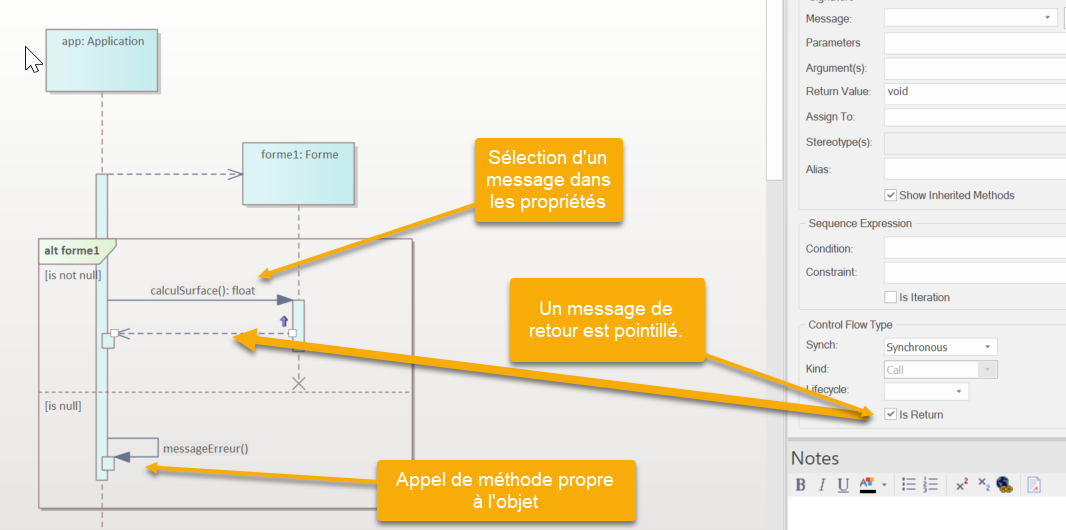 app: Application
forme1: Forme
alt forme1
[is not null]
calculSurface(): float
[is null]
messageErreur()
Sélection d'un
message dans
les propriétés
Un message de
retour est pointillé.
Appel de méthode propre
à l'objet
Message:
Parameters
Argument(s):
Return Value: void
Assign To:
Stereotype(s):
Alias:
Show Inherited Methods
Sequence Expression
Condition:
Constraint:
Is Iteration
Control Flow Type
Synch: Synchronous
Kind: Call
Lifecycle:
Is Return
Notes
B I U A
x² x₂